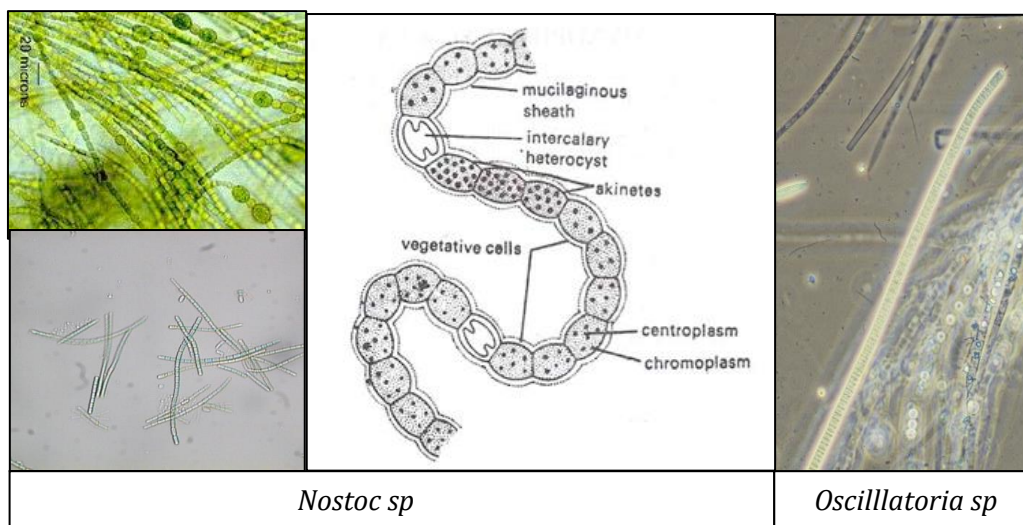 20 microns
mucilaginous
sheath
intercalary
heterocyst
akinetes
vegetative cells
centroplasm
chromoplasm
Nostoc sp
Oscilllatoria sp